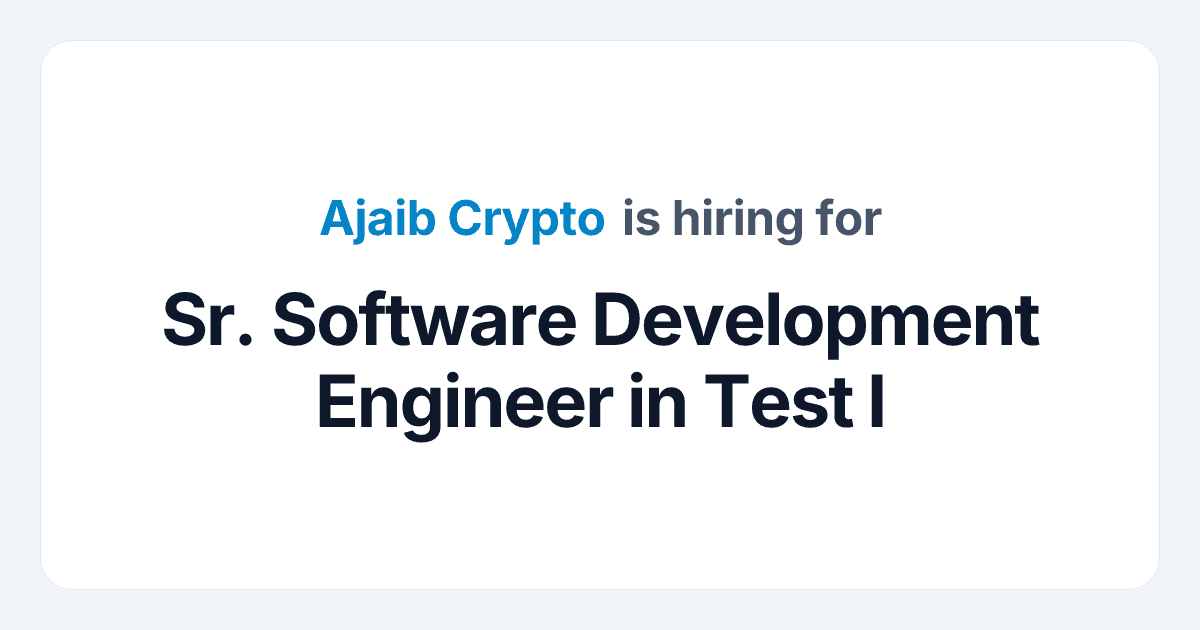 Ajaib Crypto is hiring for
Sr. Software Development
Engineer in Test I